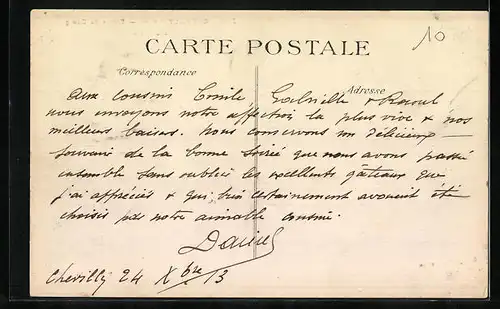 10
CARTE POSTALE
Correspondance
Adresse
Aux cousins Emile Gabrielle & Raoul
nous envoyons notre affection la plus vive & nos
meilleurs baisers. Nous conservons un délicieux
souvenir de la bonne soirée que nous avons passée
ensemble sans oublier les excellents gâteaux que
j'ai appréciés & qui, très certainement avaient été
choisis par notre aimable cousine.
Daniel
Chevilly 24 Xbre 13